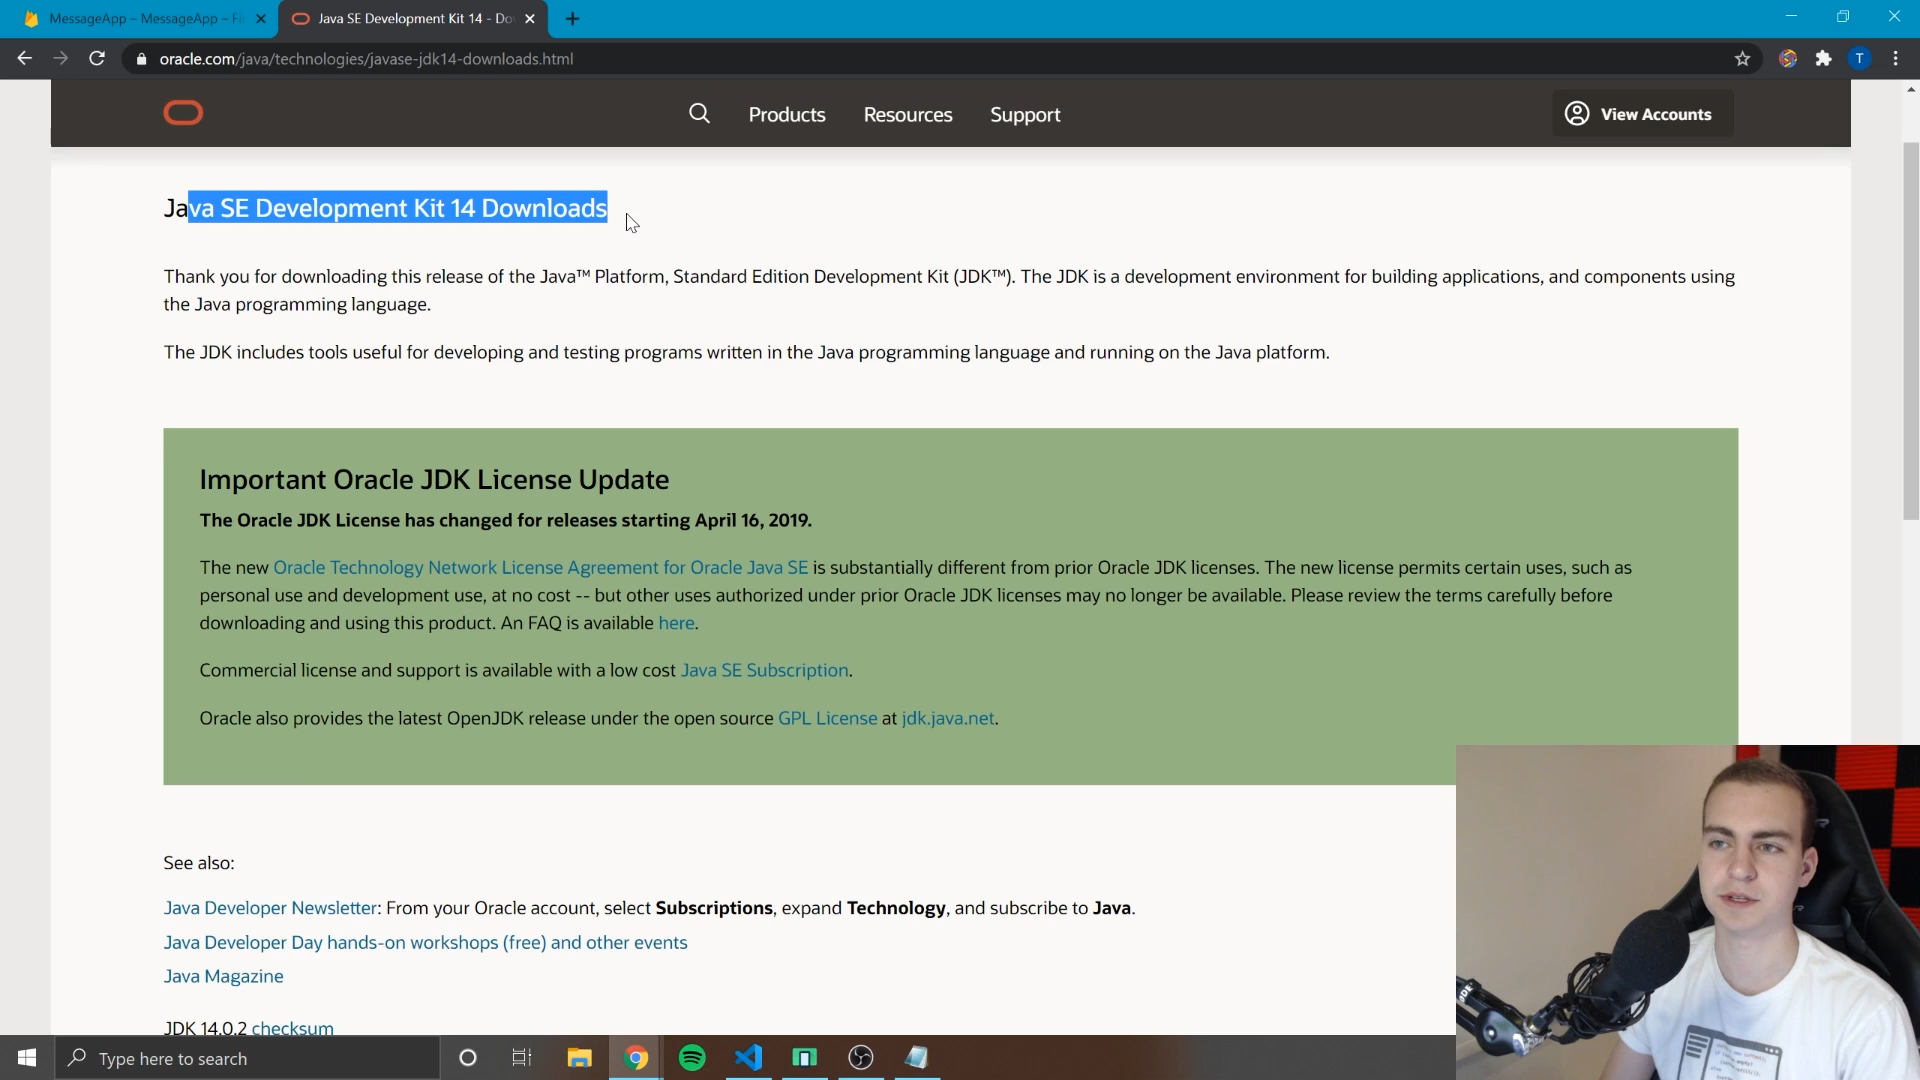 MessageApp – MessageApp – Fi
Java SE Development Kit 14 - Do
oracle.com/java/technologies/javase-jdk14-downloads.html
T
Products
Resources
Support
View Accounts
Java SE Development Kit 14 Downloads
Thank you for downloading this release of the Java™ Platform, Standard Edition Development Kit (JDK™). The JDK is a development environment for building applications, and components using
the Java programming language.
The JDK includes tools useful for developing and testing programs written in the Java programming language and running on the Java platform.
Important Oracle JDK License Update
The Oracle JDK License has changed for releases starting April 16, 2019.
The new Oracle Technology Network License Agreement for Oracle Java SE is substantially different from prior Oracle JDK licenses. The new license permits certain uses, such as
personal use and development use, at no cost -- but other uses authorized under prior Oracle JDK licenses may no longer be available. Please review the terms carefully before
downloading and using this product. An FAQ is available here.
Commercial license and support is available with a low cost Java SE Subscription.
Oracle also provides the latest OpenJDK release under the open source GPL License at jdk.java.net.
See also:
Java Developer Newsletter: From your Oracle account, select Subscriptions, expand Technology, and subscribe to Java.
Java Developer Day hands-on workshops (free) and other events
Java Magazine
JDK 14.0.2 checksum
Type here to search